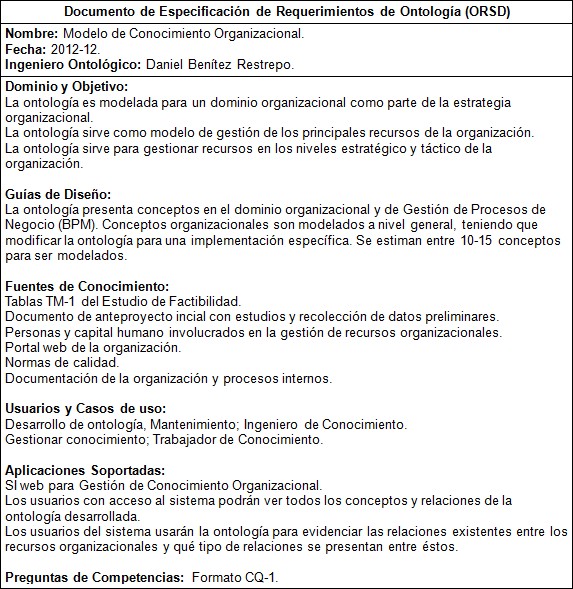 Documento de Especificación de Requerimientos de Ontología (ORSD)
Nombre: Modelo de Conocimiento Organizacional.
Fecha: 2012-12.
Ingeniero Ontológico: Daniel Benítez Restrepo.
Dominio y Objetivo:
La ontología es modelada para un dominio organizacional como parte de la estrategia
organizacional.
La ontología sirve como modelo de gestión de los principales recursos de la organización.
La ontología sirve para gestionar recursos en los niveles estratégico y táctico de la
organización.
Guías de Diseño:
La ontología presenta conceptos en el dominio organizacional y de Gestión de Procesos de
Negocio (BPM). Conceptos organizacionales son modelados a nivel general, teniendo que
modificar la ontología para una implementación específica. Se estiman entre 10-15 conceptos
para ser modelados.
Fuentes de Conocimiento:
Tablas TM-1 del Estudio de Factibilidad.
Documento de anteproyecto incial con estudios y recolección de datos preliminares.
Personas y capital humano involucrados en la gestión de recursos organizacionales.
Portal web de la organización.
Normas de calidad.
Documentación de la organización y procesos internos.
Usuarios y Casos de uso:
Desarrollo de ontología, Mantenimiento; Ingeniero de Conocimiento.
Gestionar conocimiento; Trabajador de Conocimiento.
Aplicaciones Soportadas:
SI web para Gestión de Conocimiento Organizacional.
Los usuarios con acceso al sistema podrán ver todos los conceptos y relaciones de la
ontología desarrollada.
Los usuarios del sistema usarán la ontología para evidenciar las relaciones existentes entre los
recursos organizacionales y qué tipo de relaciones se presentan entre éstos.
Preguntas de Competencias: Formato CQ-1.